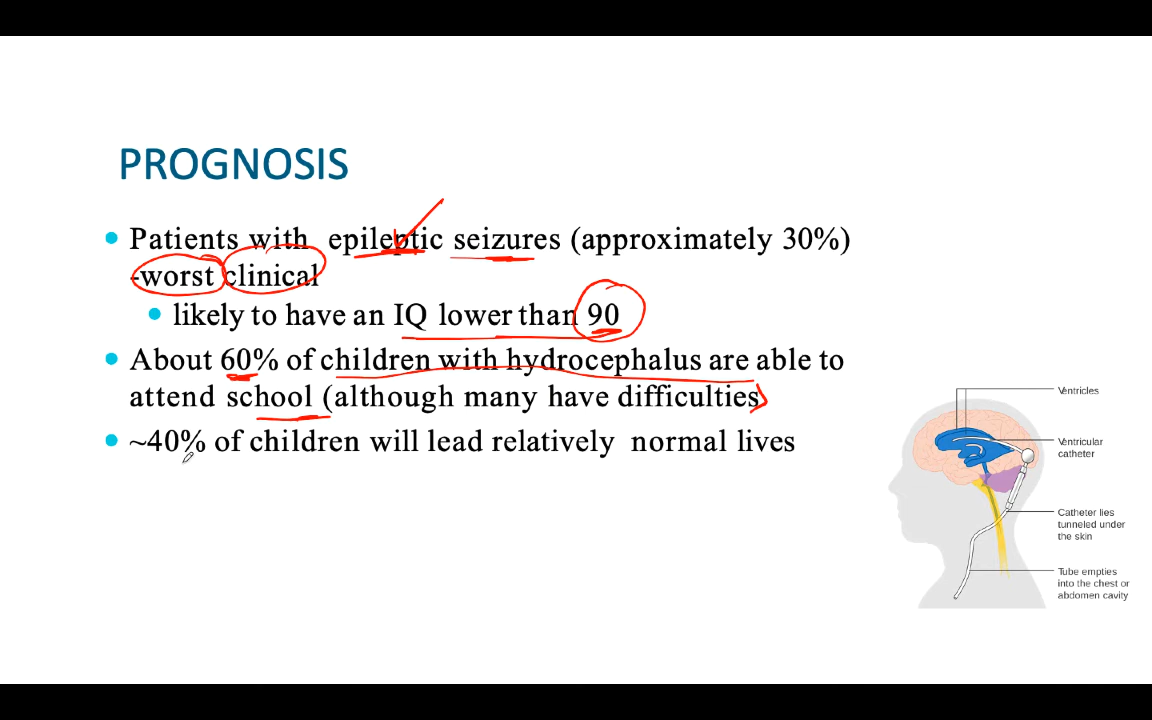 PROGNOSIS
• Patients with epileptic seizures (approximately 30%)
-worst clinical
• likely to have an IQ lower than 90
• About 60% of children with hydrocephalus are able to
attend school (although many have difficulties)
• ~40% of children will lead relatively normal lives
Ventricles
Ventricular
catheter
Catheter lies
tunneled under
the skin
Tube empties
into the chest or
abdomen cavity